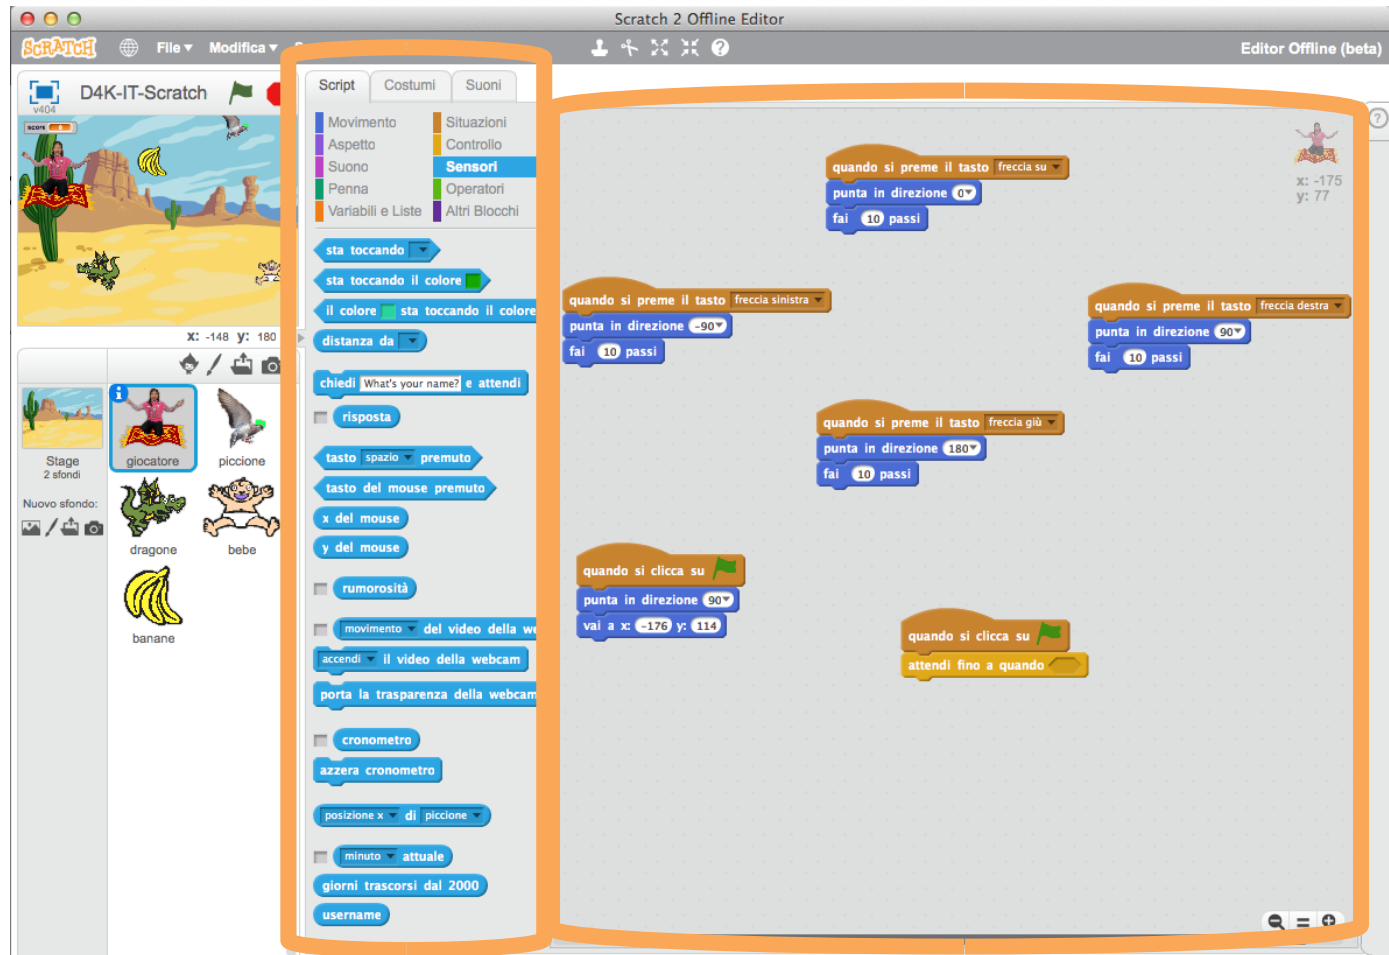 Scratch 2 Offline Editor
SCRATCH File Modifica Editor Offline (beta)
D4K-IT-Scratch
v404
score
x: -148 y: 180
Stage
2 sfondi
Nuovo sfondo:
giocatore
piccione
dragone
bebe
banane
Script Costumi Suoni
Movimento Situazioni
Aspetto Controllo
Suono Sensori
Penna Operatori
Variabili e Liste Altri Blocchi
sta toccando
sta toccando il colore
il colore sta toccando il colore
distanza da
chiedi What's your name? e attendi
risposta
tasto spazio premuto
tasto del mouse premuto
x del mouse
y del mouse
rumorosità
movimento del video della we
accendi il video della webcam
porta la trasparenza della webcam
cronometro
azzera cronometro
posizione x di piccione
minuto attuale
giorni trascorsi dal 2000
username
quando si preme il tasto freccia su
punta in direzione 0
fai 10 passi
quando si preme il tasto freccia sinistra
punta in direzione -90
fai 10 passi
quando si preme il tasto freccia destra
punta in direzione 90
fai 10 passi
quando si preme il tasto freccia giù
punta in direzione 180
fai 10 passi
quando si clicca su
punta in direzione 90
vai a x: -176 y: 114
quando si clicca su
attendi fino a quando
x: -175
y: 77